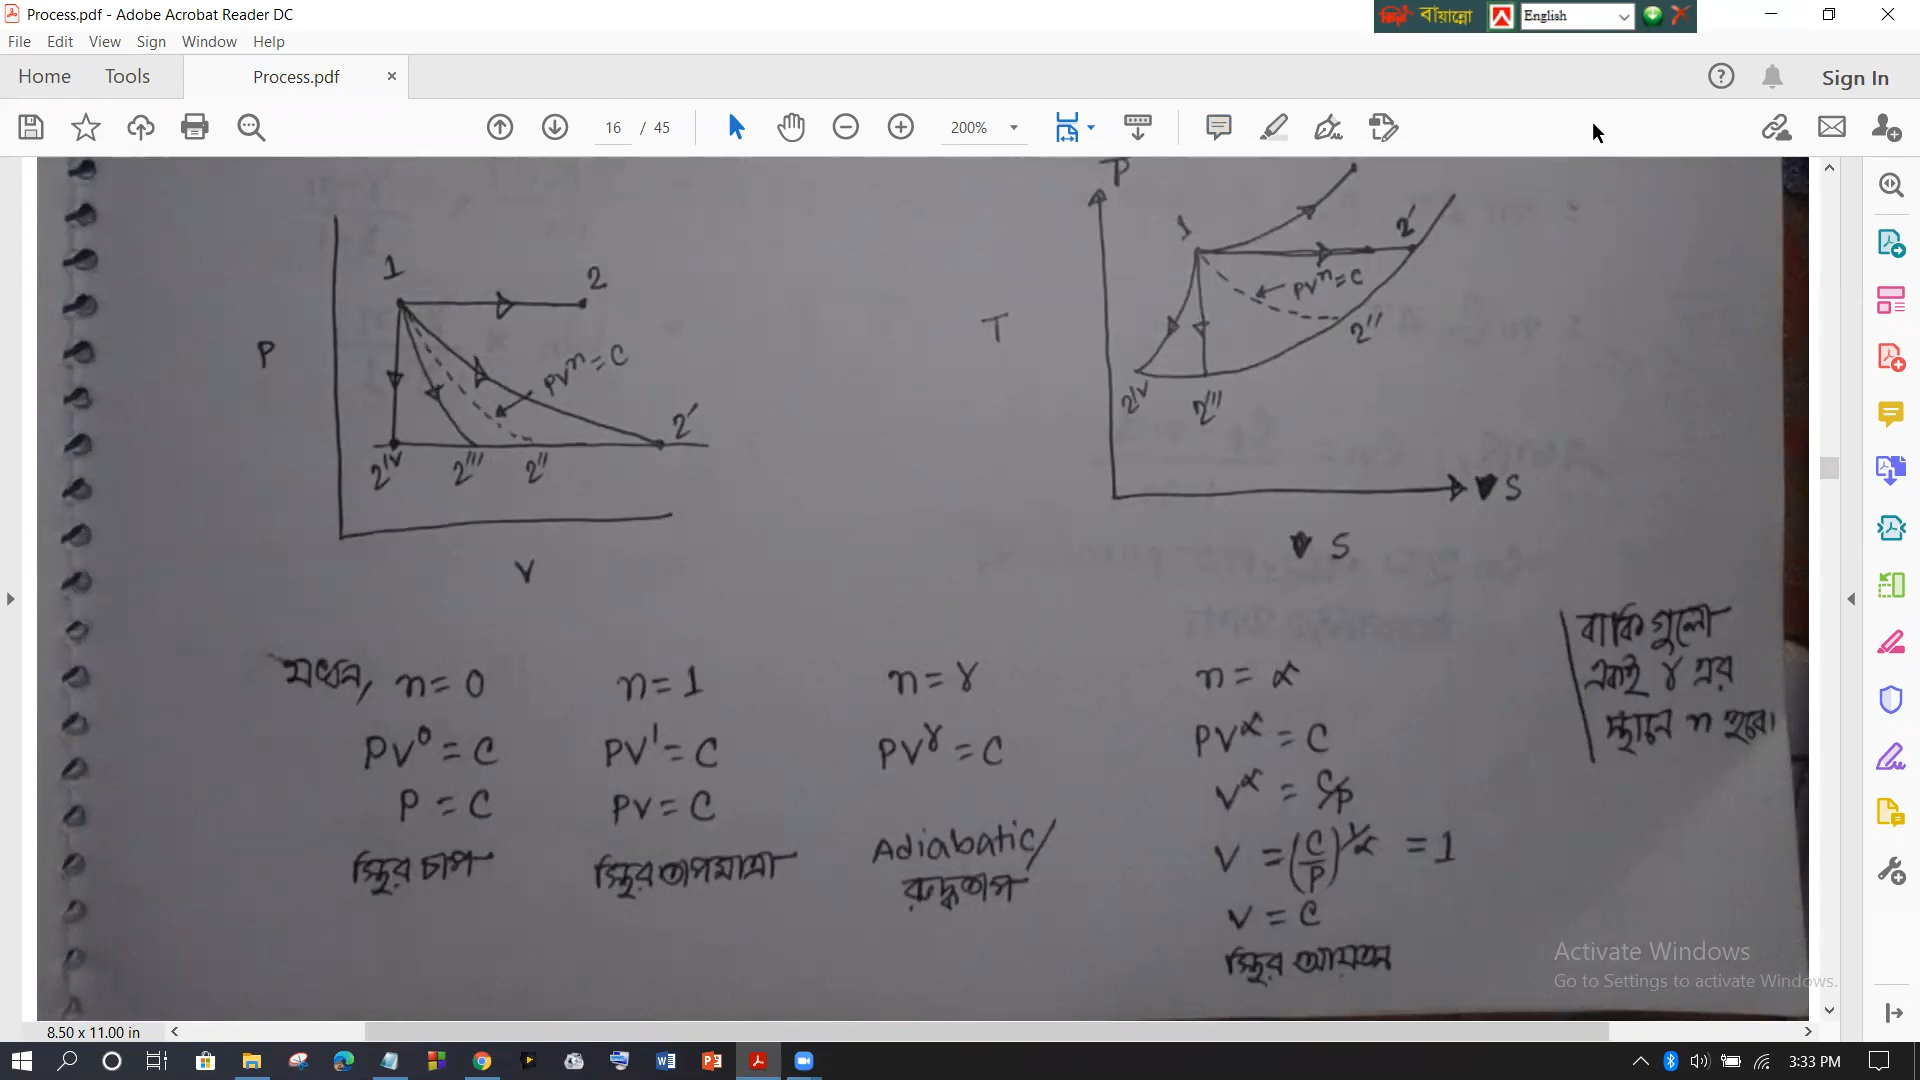 Process.pdf - Adobe Acrobat Reader DC
বায়ান্নো
English
File Edit View Sign Window Help
Home Tools Process.pdf × Sign In
16 / 45 200%
P
1 2
PVⁿ = C
2′
2ⁱᵛ 2‴ 2″
P
V
T
P
1 2′
PVⁿ = C
2″
2ⁱᵛ 2‴
S
S
যখন, n = 0 n = 1 n = γ n = α
PV⁰ = C PV¹ = C PV^γ = C PV^α = C
P = C PV = C V^α = C/P
স্থির চাপ স্থির তাপমাত্রা Adiabatic/ V = (C/P)^1/α = 1
রুদ্ধতাপ V = C
স্থির আয়তন
বাকি গুলো
একই γ এর
স্থানে n হবে।
Activate Windows
Go to Settings to activate Windows.
8.50 x 11.00 in
3:33 PM